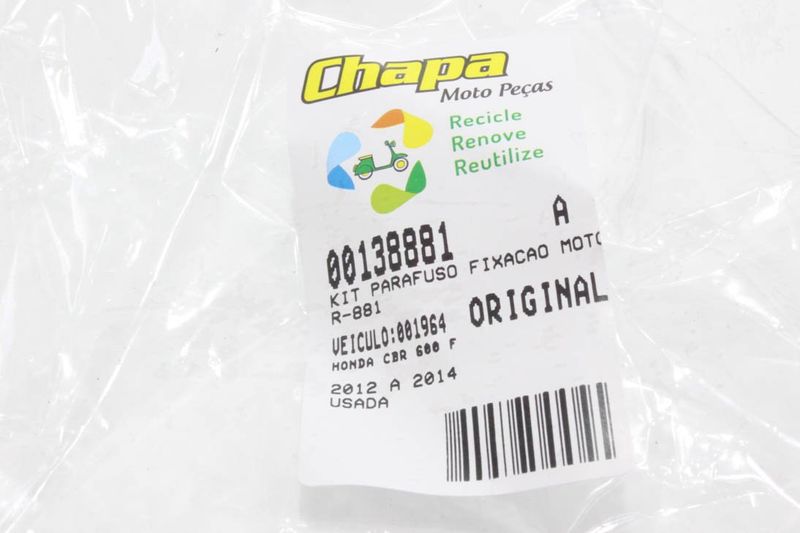 Chapa
Moto Peças
Recicle
Renove
Reutilize
A
00138881
KIT PARAFUSO FIXACAO MOTO
R-881
ORIGINAL
VEICULO:001964
HONDA CBR 600 F
2012 A 2014
USADA